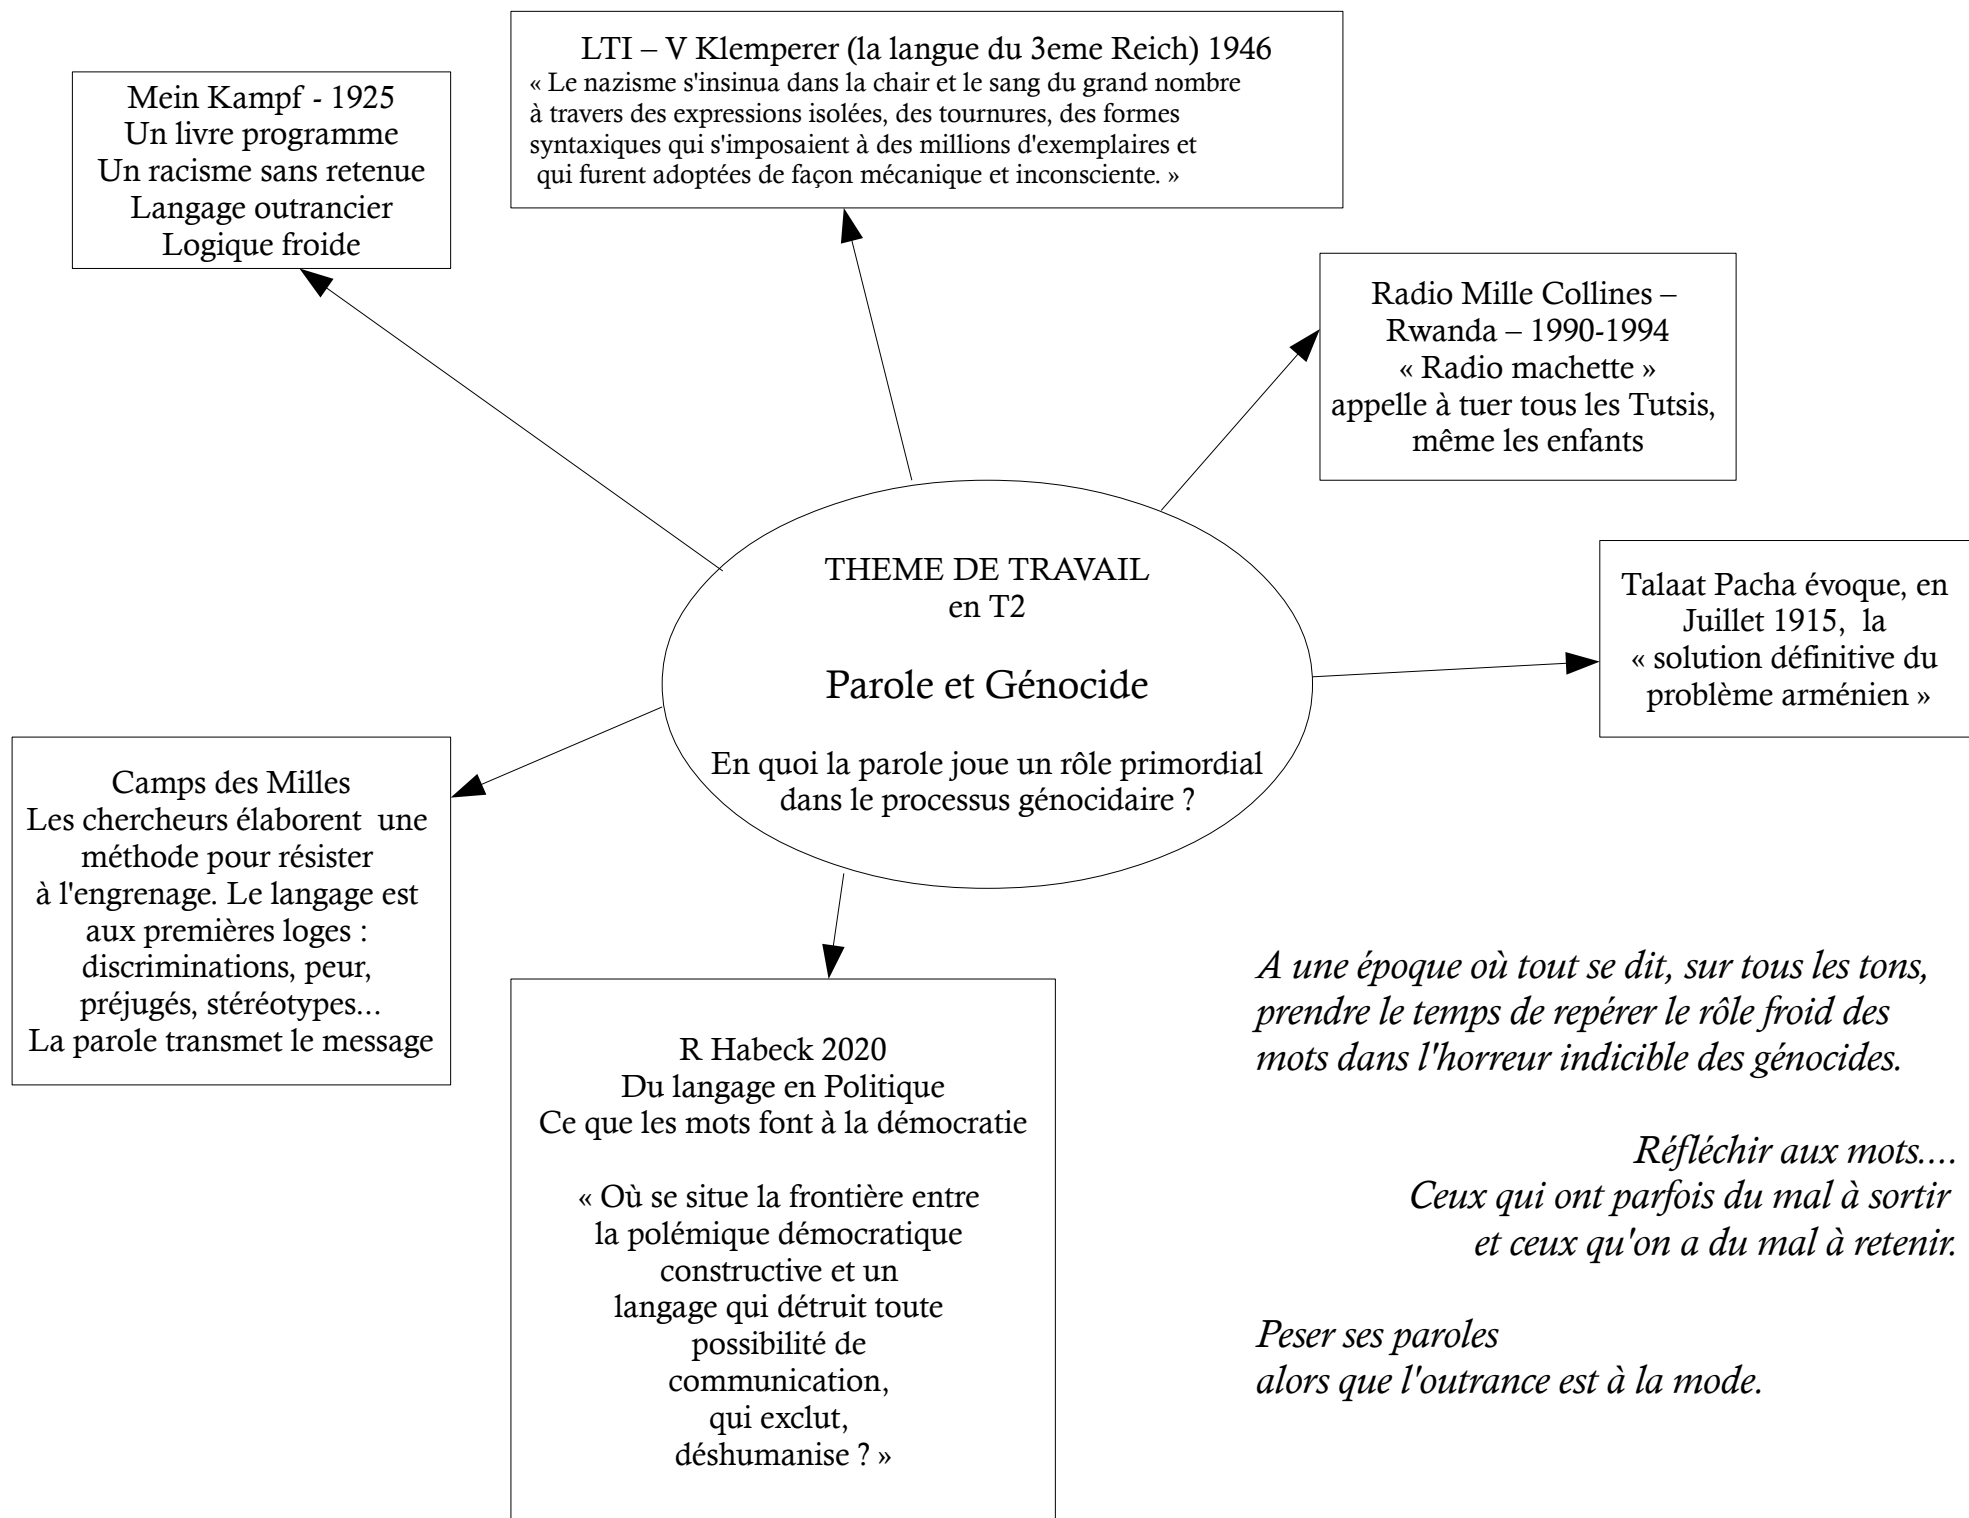 LTI – V Klemperer (la langue du 3eme Reich) 1946
« Le nazisme s'insinua dans la chair et le sang du grand nombre
à travers des expressions isolées, des tournures, des formes
syntaxiques qui s'imposaient à des millions d'exemplaires et
qui furent adoptées de façon mécanique et inconsciente. »
Mein Kampf - 1925
Un livre programme
Un racisme sans retenue
Langage outrancier
Logique froide
Radio Mille Collines –
Rwanda – 1990-1994
« Radio machette »
appelle à tuer tous les Tutsis,
même les enfants
THEME DE TRAVAIL
en T2
Parole et Génocide
En quoi la parole joue un rôle primordial
dans le processus génocidaire ?
Talaat Pacha évoque, en
Juillet 1915, la
« solution définitive du
problème arménien »
Camps des Milles
Les chercheurs élaborent une
méthode pour résister
à l'engrenage. Le langage est
aux premières loges :
discriminations, peur,
préjugés, stéréotypes...
La parole transmet le message
R Habeck 2020
Du langage en Politique
Ce que les mots font à la démocratie
« Où se situe la frontière entre
la polémique démocratique
constructive et un
langage qui détruit toute
possibilité de
communication,
qui exclut,
déshumanise ? »
A une époque où tout se dit, sur tous les tons,
prendre le temps de repérer le rôle froid des
mots dans l'horreur indicible des génocides.
Réfléchir aux mots....
Ceux qui ont parfois du mal à sortir
et ceux qu'on a du mal à retenir.
Peser ses paroles
alors que l'outrance est à la mode.